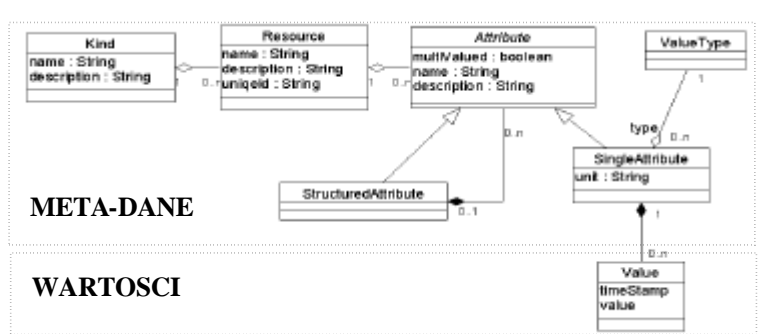 Kind
name : String
description : String
1
0..n
Resource
name : String
description : String
uniqeid : String
1
0..n
Attribute
multiValued : boolean
name : String
description : String
ValueType
1
type
0..n
0..n
SingleAttribute
unit : String
StructuredAttribute
0..1
1
META-DANE
0..n
Value
timeStamp
value
WARTOSCI